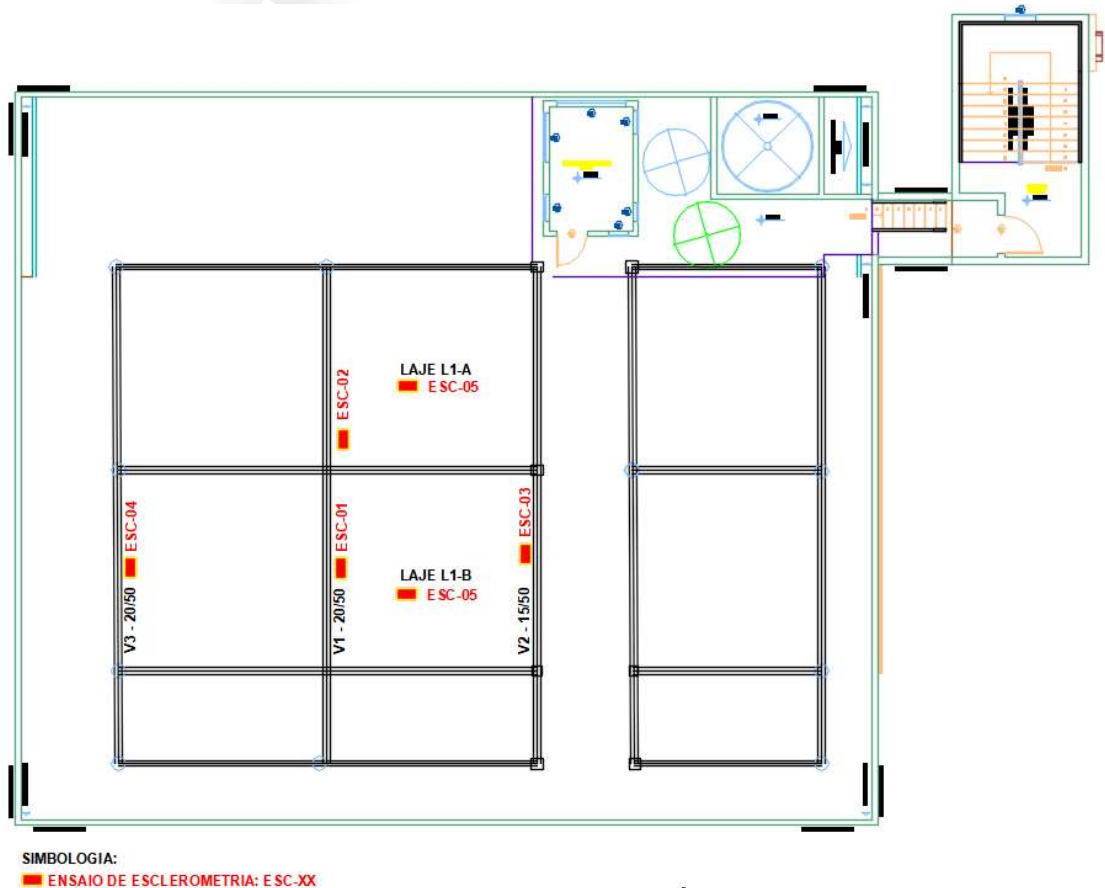 LAJE L1-A
ESC-05
ESC-02
ESC-04
ESC-01
ESC-03
LAJE L1-B
ESC-05
V3 - 20/50
V1 - 20/50
V2 - 15/50
SIMBOLOGIA:
ENSAIO DE ESCLEROMETRIA: ESC-XX